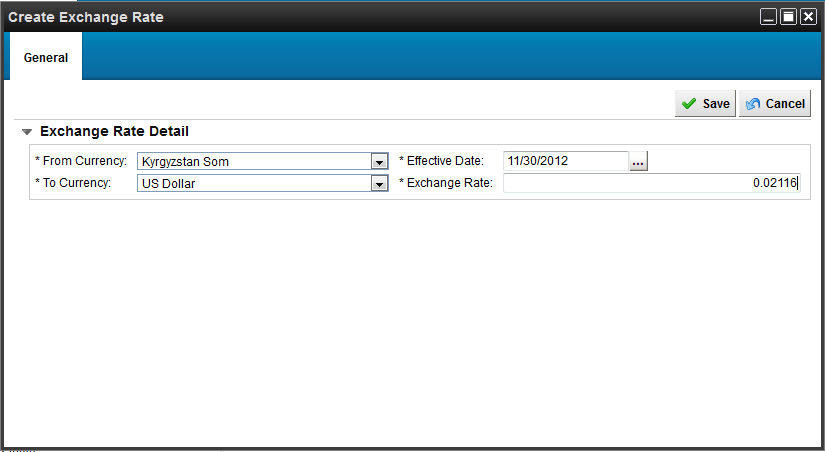 Create Exchange Rate
General
Save Cancel
Exchange Rate Detail
* From Currency: Kyrgyzstan Som * Effective Date: 11/30/2012 ...
* To Currency: US Dollar * Exchange Rate: 0.02116